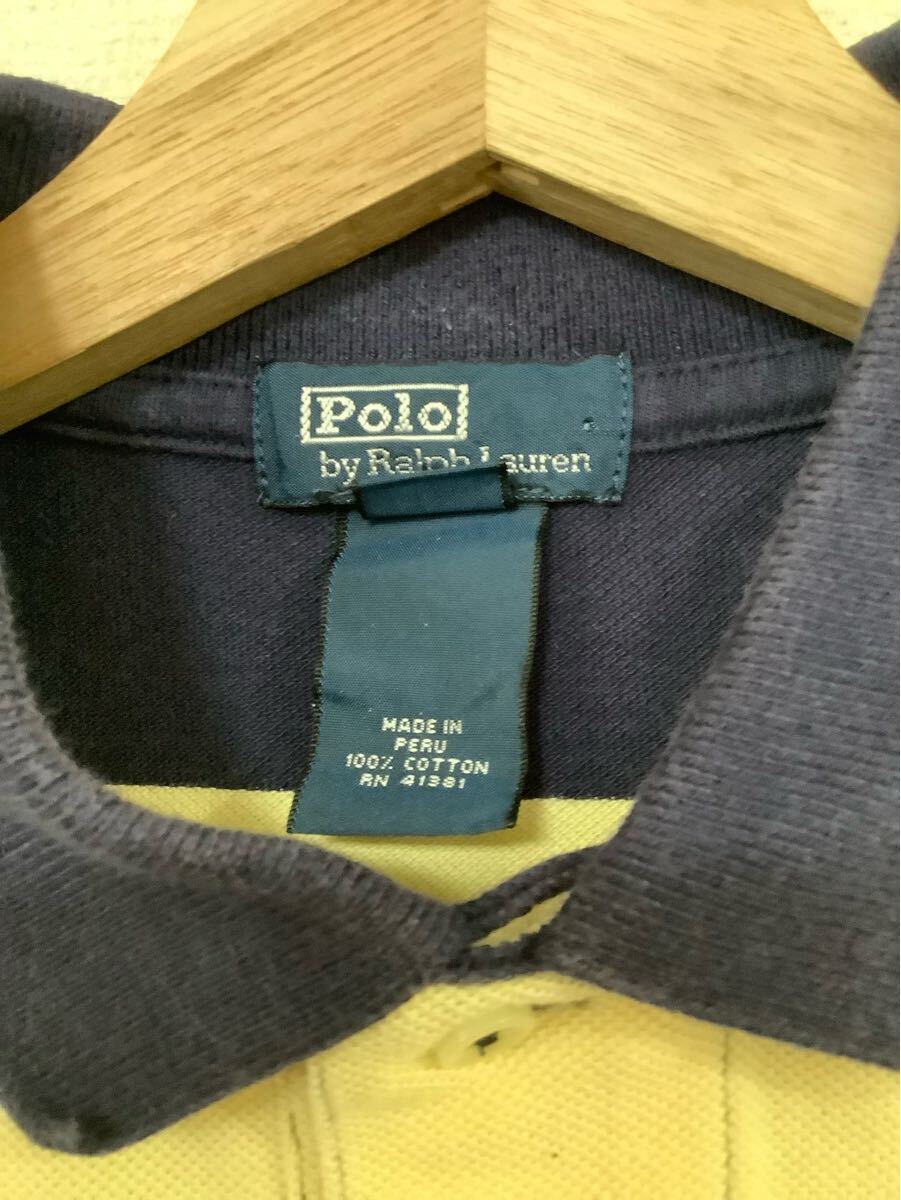 Polo
by Ralph Lauren
MADE IN
PERU
100% COTTON
RN 41381